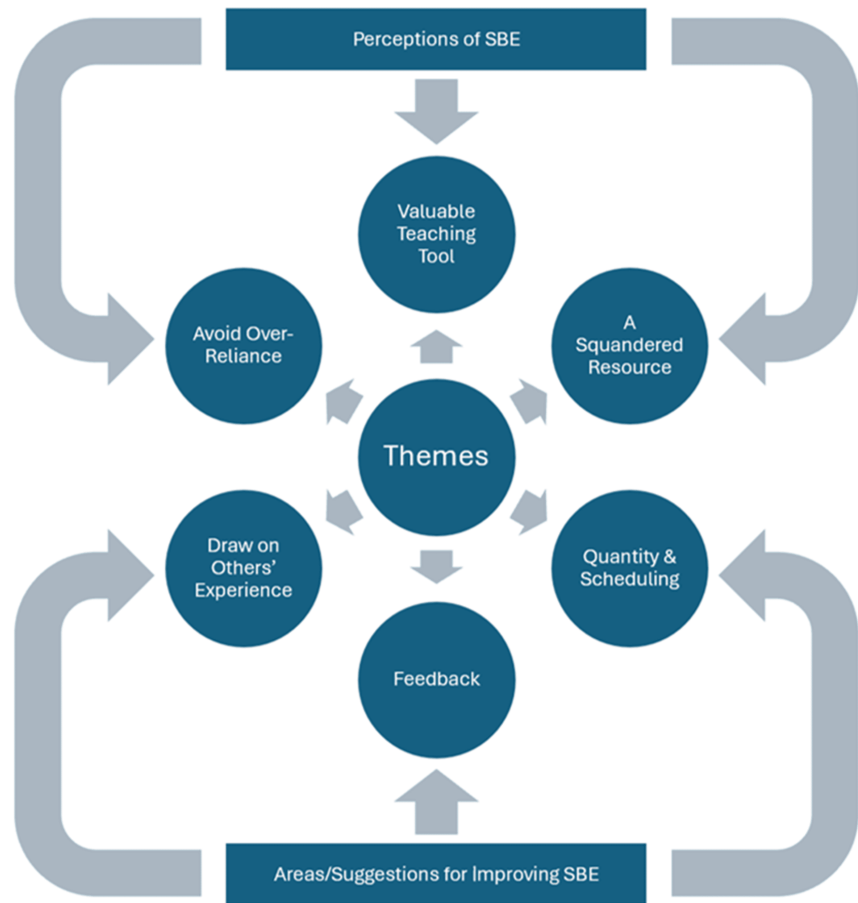 Perceptions of SBE
Valuable
Teaching
Tool
Avoid Over-
Reliance
A
Squandered
Resource
Themes
Draw on
Others’
Experience
Quantity &
Scheduling
Feedback
Areas/Suggestions for Improving SBE